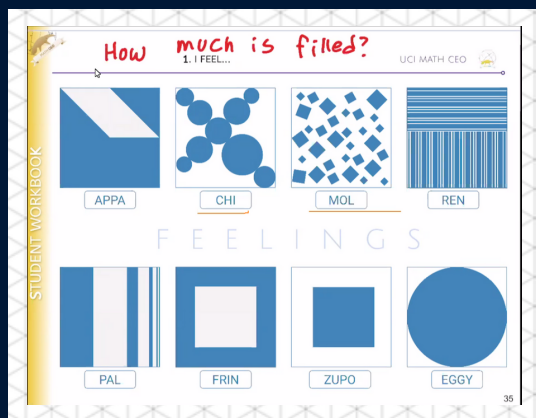 How much is filled?
1. I FEEL...
UCI MATH CEO
STUDENT WORKBOOK
APPA
CHI
MOL
REN
FEELINGS
PAL
FRIN
ZUPO
EGGY
35